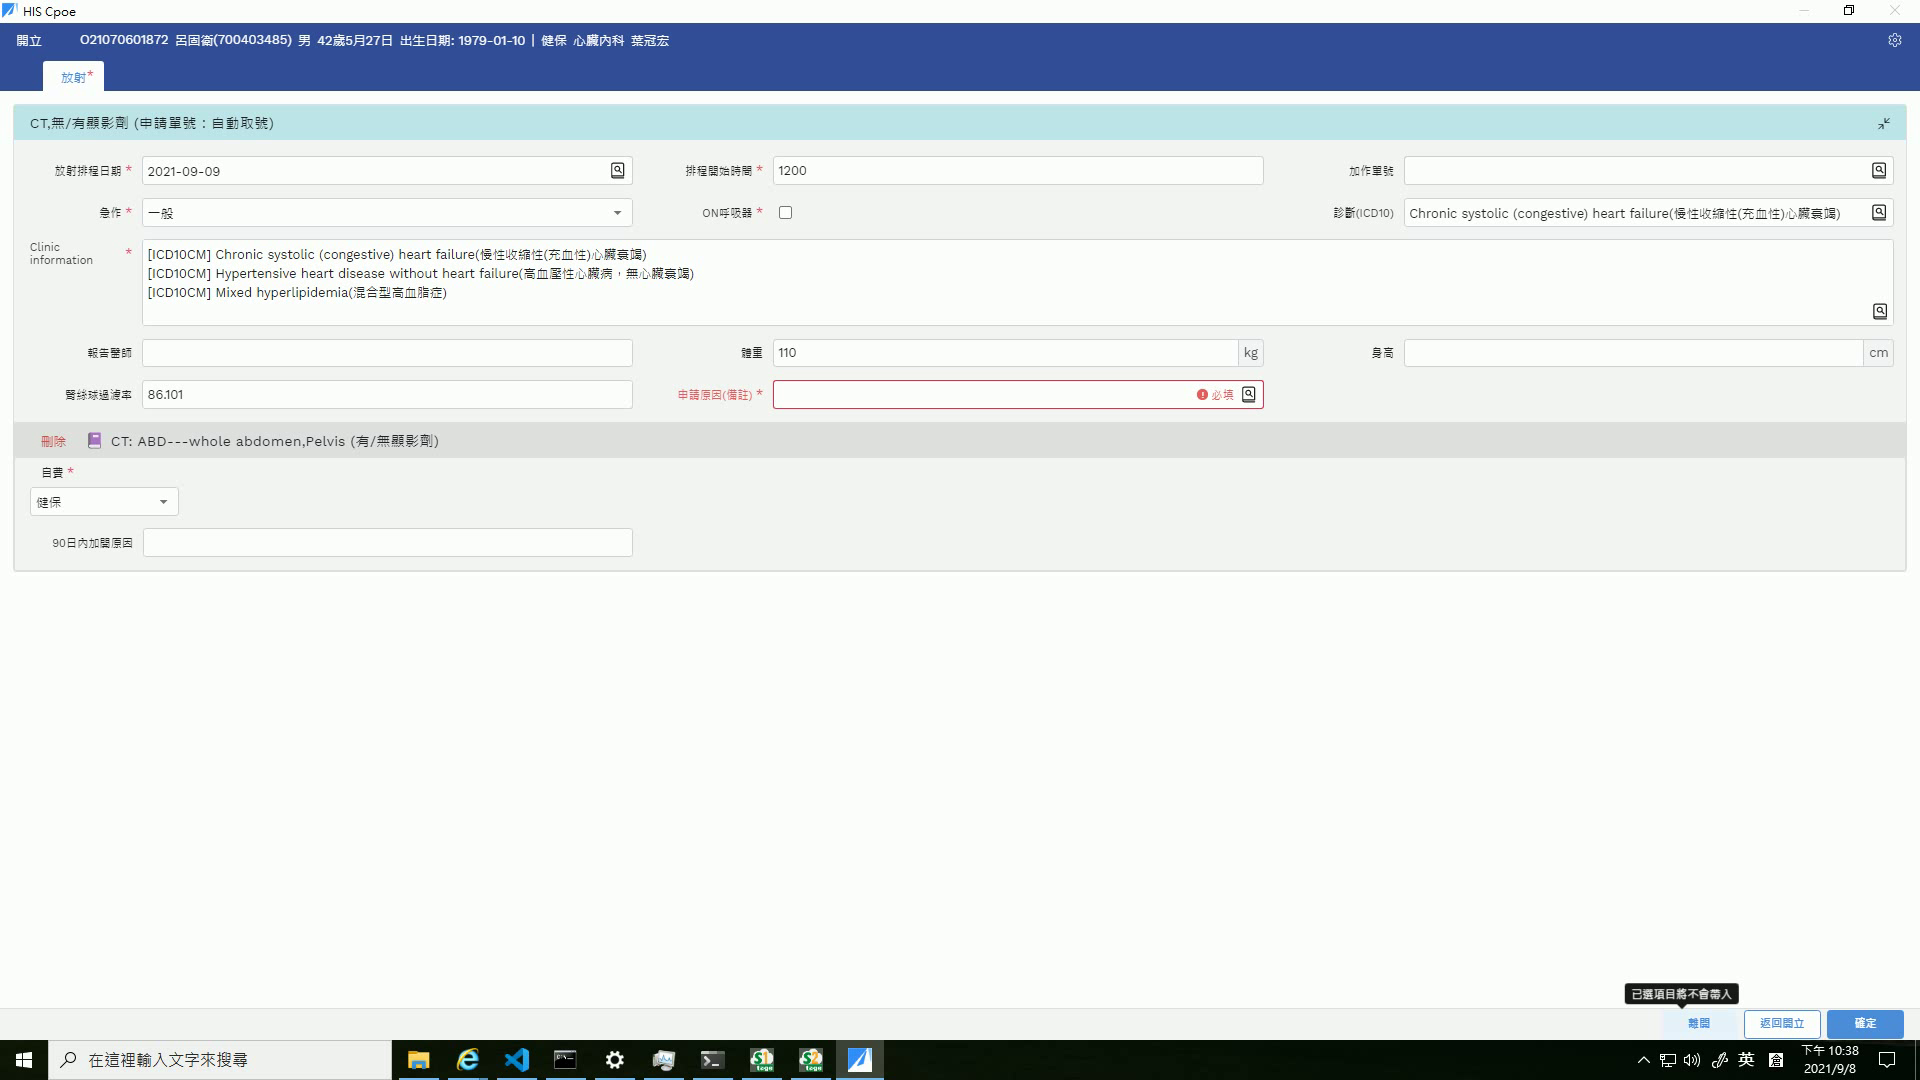 HIS Cpoe
開立 O21070601872 呂固銜(700403485) 男 42歲5月27日 出生日期: 1979-01-10 | 健保 心臟內科 葉冠宏
放射*
CT,無/有顯影劑 (申請單號：自動取號)
放射排程日期 * 2021-09-09 排程開始時間 * 1200 加作單號
急作 * 一般 ON呼吸器 * 診斷(ICD10) Chronic systolic (congestive) heart failure(慢性收縮性(充血性)心臟衰竭)
Clinic information * [ICD10CM] Chronic systolic (congestive) heart failure(慢性收縮性(充血性)心臟衰竭)
[ICD10CM] Hypertensive heart disease without heart failure(高血壓性心臟病，無心臟衰竭)
[ICD10CM] Mixed hyperlipidemia(混合型高血脂症)
報告醫師 體重 110 kg 身高 cm
腎絲球過濾率 86.101 申請原因(備註) * 必填
刪除 CT: ABD---whole abdomen,Pelvis (有/無顯影劑)
自費 *
健保
90日內加開原因
已選項目將不會帶入
離開 返回開立 確定
在這裡輸入文字來搜尋
英
下午 10:38
2021/9/8